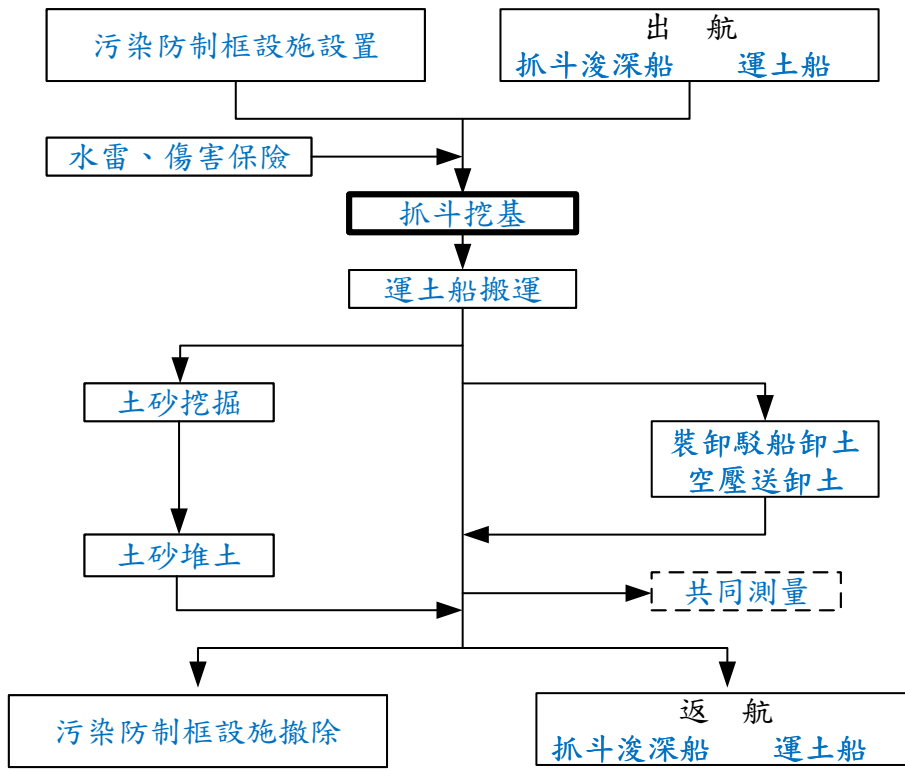 污染防制框設施設置
出 航
抓斗浚深船 運土船
水雷、傷害保險
抓斗挖基
運土船搬運
土砂挖掘
裝卸駁船卸土
空壓送卸土
土砂堆土
共同測量
污染防制框設施撤除
返 航
抓斗浚深船 運土船